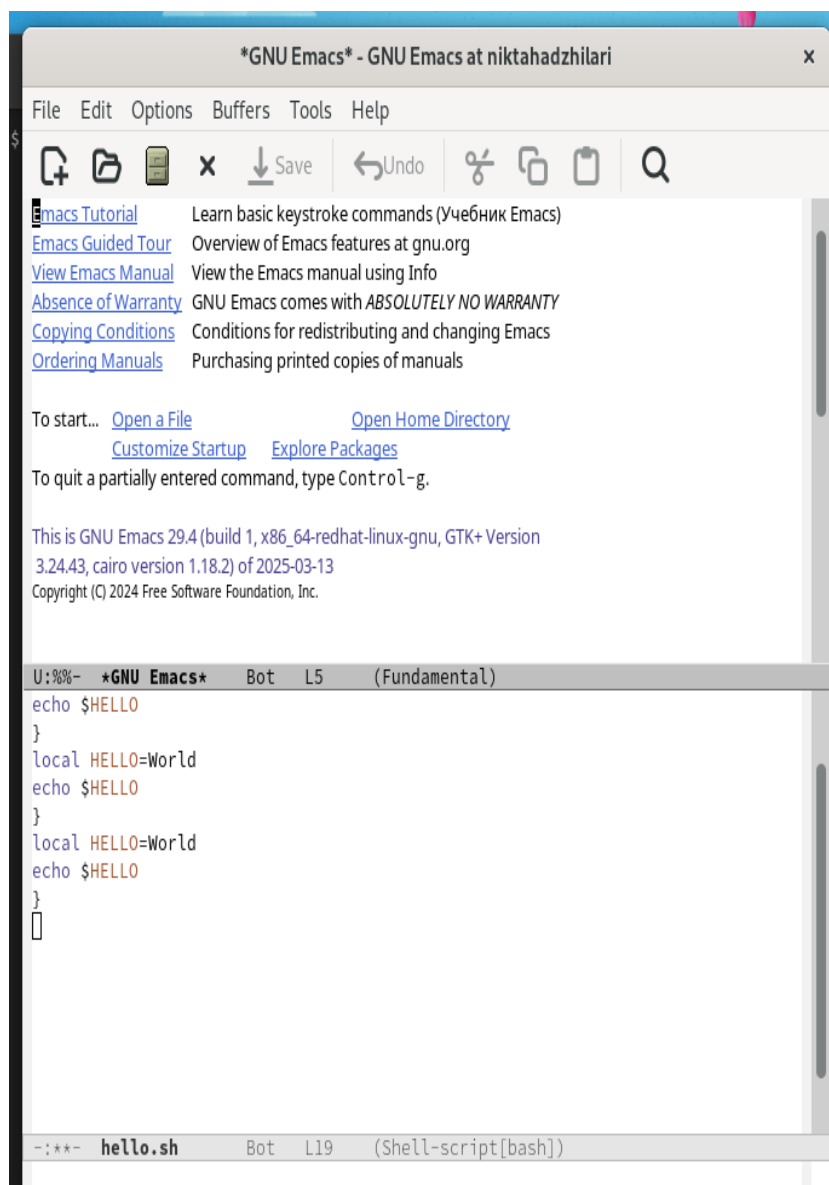 *GNU Emacs* - GNU Emacs at niktahadzhilari x
File Edit Options Buffers Tools Help
$
Save Undo
Emacs Tutorial Learn basic keystroke commands (Учебник Emacs)
Emacs Guided Tour Overview of Emacs features at gnu.org
View Emacs Manual View the Emacs manual using Info
Absence of Warranty GNU Emacs comes with ABSOLUTELY NO WARRANTY
Copying Conditions Conditions for redistributing and changing Emacs
Ordering Manuals Purchasing printed copies of manuals
To start... Open a File Open Home Directory
Customize Startup Explore Packages
To quit a partially entered command, type Control-g.
This is GNU Emacs 29.4 (build 1, x86_64-redhat-linux-gnu, GTK+ Version
3.24.43, cairo version 1.18.2) of 2025-03-13
Copyright (C) 2024 Free Software Foundation, Inc.
U:%%- *GNU Emacs* Bot L5 (Fundamental)
echo $HELLO
}
local HELLO=World
echo $HELLO
}
local HELLO=World
echo $HELLO
}
-:**- hello.sh Bot L19 (Shell-script[bash])